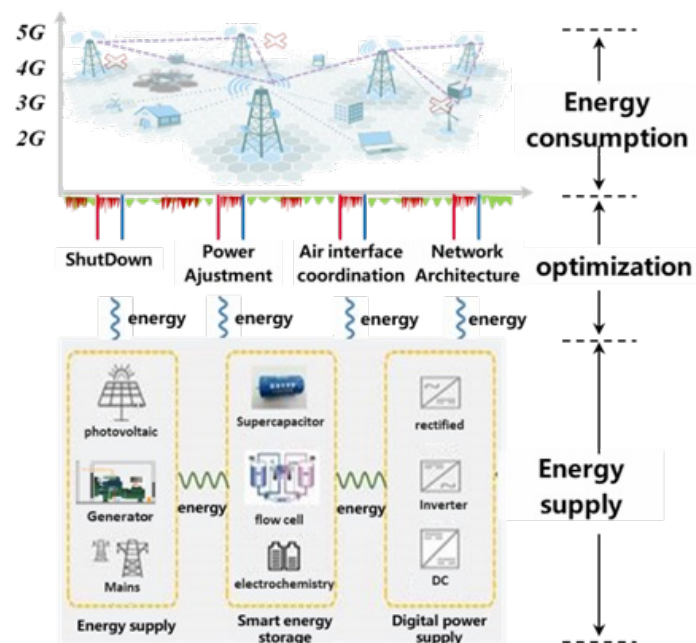 5G
4G
3G
2G
Energy
consumption
ShutDown
Power
Ajustment
Air interface
coordination
Network
Architecture
optimization
energy
energy
energy
energy
photovoltaic
Supercapacitor
rectified
Generator
energy
flow cell
energy
Inverter
Energy
supply
Mains
electrochemistry
DC
Energy supply
Smart energy
storage
Digital power
supply